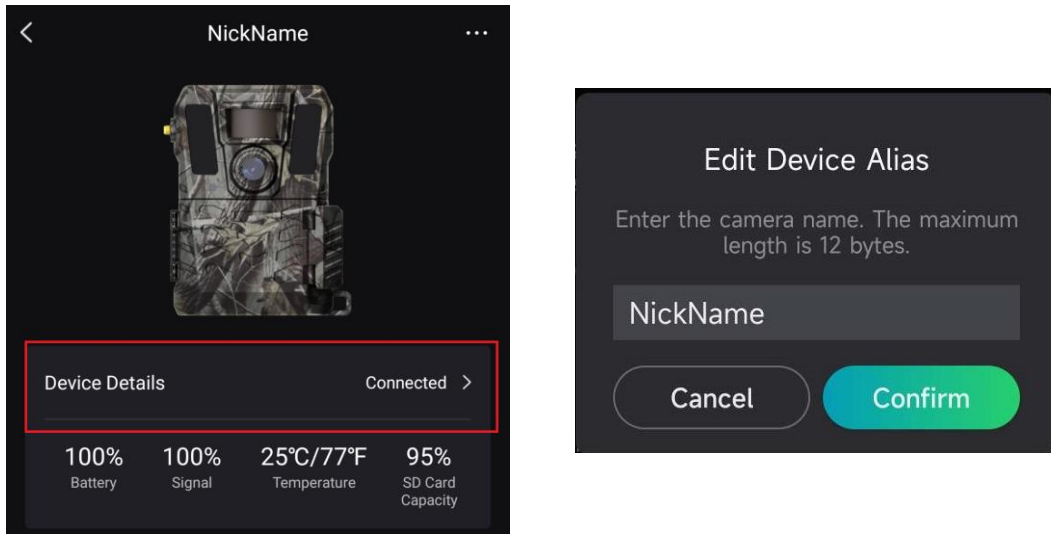 NickName
Device Details Connected
100% 100% 25℃/77℉ 95%
Battery Signal Temperature SD Card
Capacity
Edit Device Alias
Enter the camera name. The maximum
length is 12 bytes.
NickName
Cancel Confirm